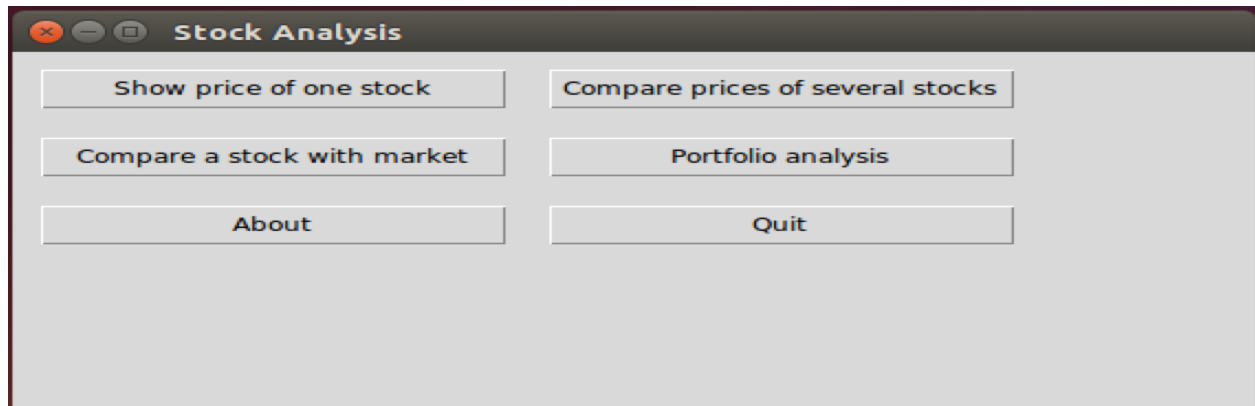 Stock Analysis
Show price of one stock
Compare prices of several stocks
Compare a stock with market
Portfolio analysis
About
Quit